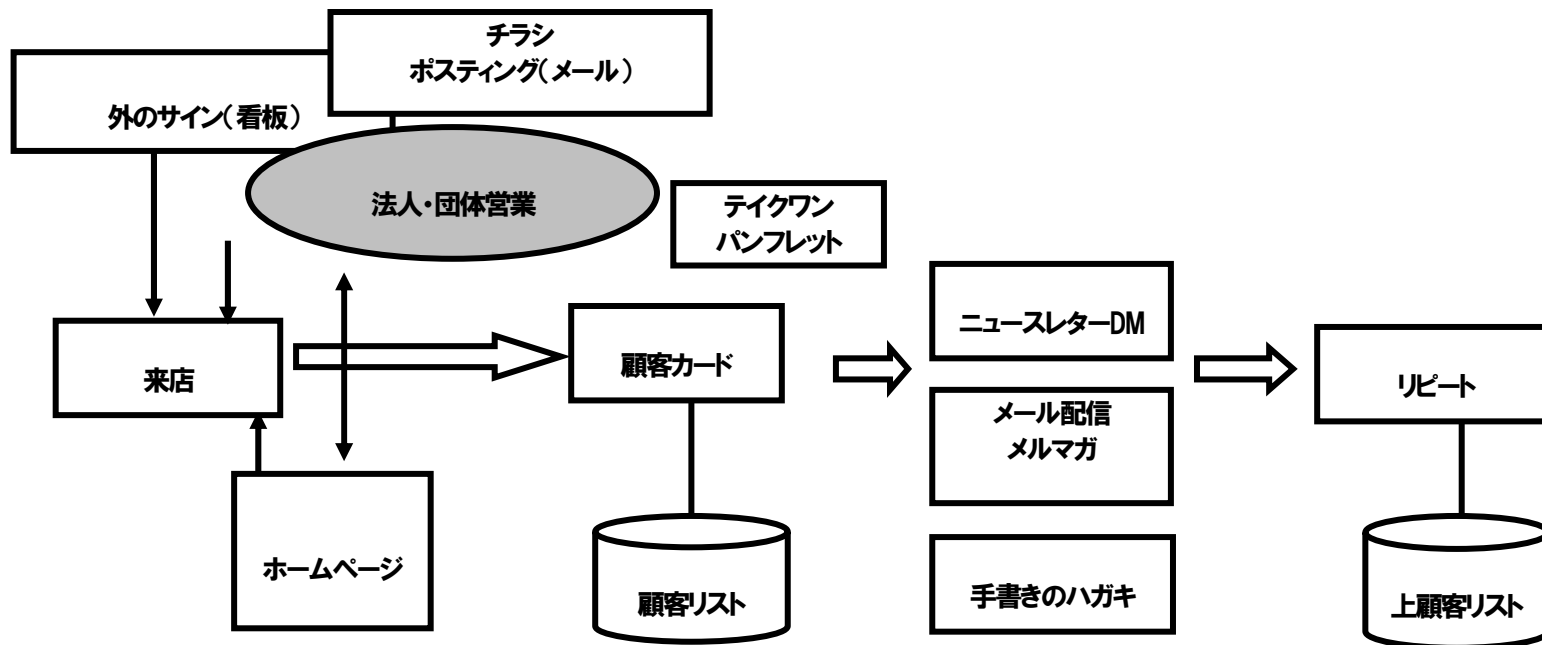 チラシ
ポスティング(メール)
外のサイン(看板)
法人・団体営業
テイクワン
パンフレット
来店
顧客カード
ニュースレターDM
メール配信
メルマガ
リピート
ホームページ
顧客リスト
手書きのハガキ
上顧客リスト